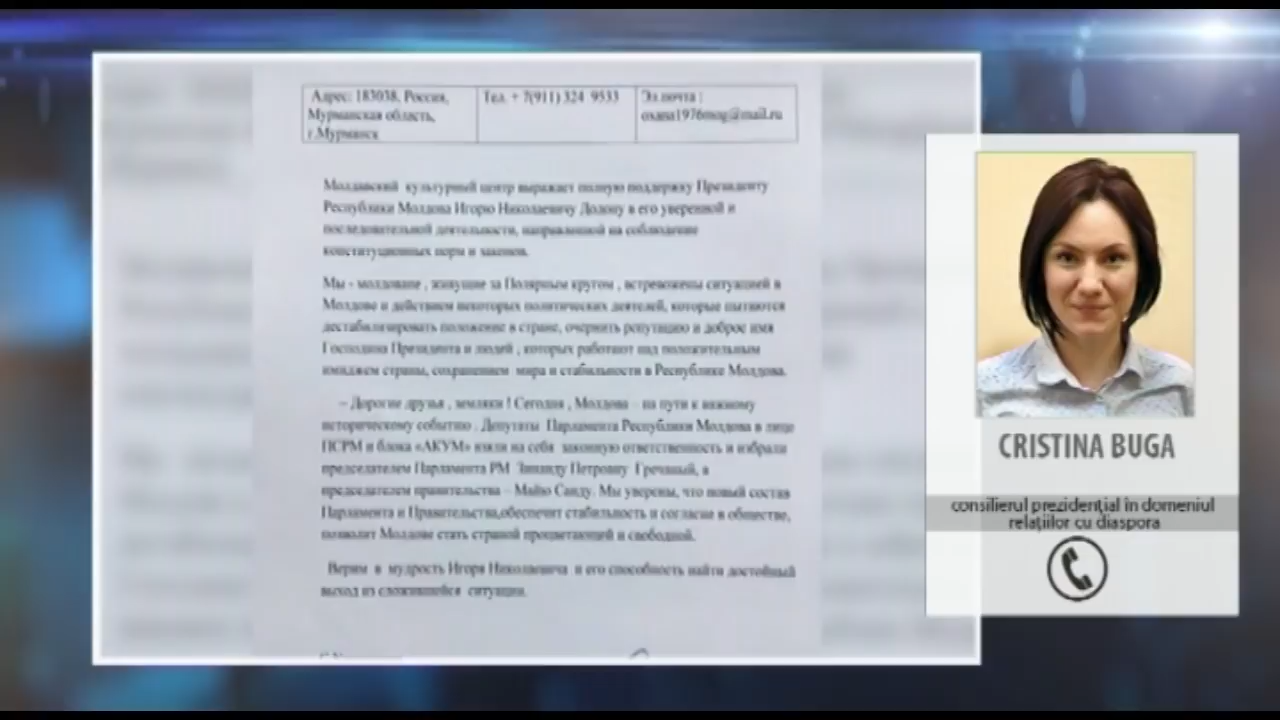 Адрес: 183038, Россия,
Мурманская область,
г.Мурманск
Тел. + 7(911) 324 9533
Эл.почта :
oxana1976mog@mail.ru
Молдавский культурный центр выражает полную поддержку Президенту
Республики Молдова Игорю Николаевичу Додону в его уверенной и
последовательной деятельности, направленной на соблюдение
конституционных норм и законов.
Мы - молдоване , живущие за Полярным кругом , встревожены ситуацией в
Молдове и действием некоторых политических деятелей, которые пытаются
дестабилизировать положение в стране, очернить репутацию и доброе имя
Господина Президента и людей , которых работают над положительным
имиджем страны, сохранением мира и стабильности в Республике Молдова.
– Дорогие друзья , земляки ! Сегодня , Молдова – на пути к важному
историческому событию . Депутаты Парламента Республики Молдова в лице
ПСРМ и блока «АКУМ» взяли на себя законную ответственность и избрали
председателем Парламента РМ Зинаиду Петровну Гречаный, а
председателем правительства – Майю Санду. Мы уверены, что новый состав
Парламента и Правительства,обеспечит стабильность и согласие в обществе,
позволит Молдове стать страной процветающей и свободной.
Верим в мудрость Игоря Николаевича и его способность найти достойный
выход из сложившейся ситуации.
CRISTINA BUGA
consilierul prezidențial în domeniul
relațiilor cu diaspora